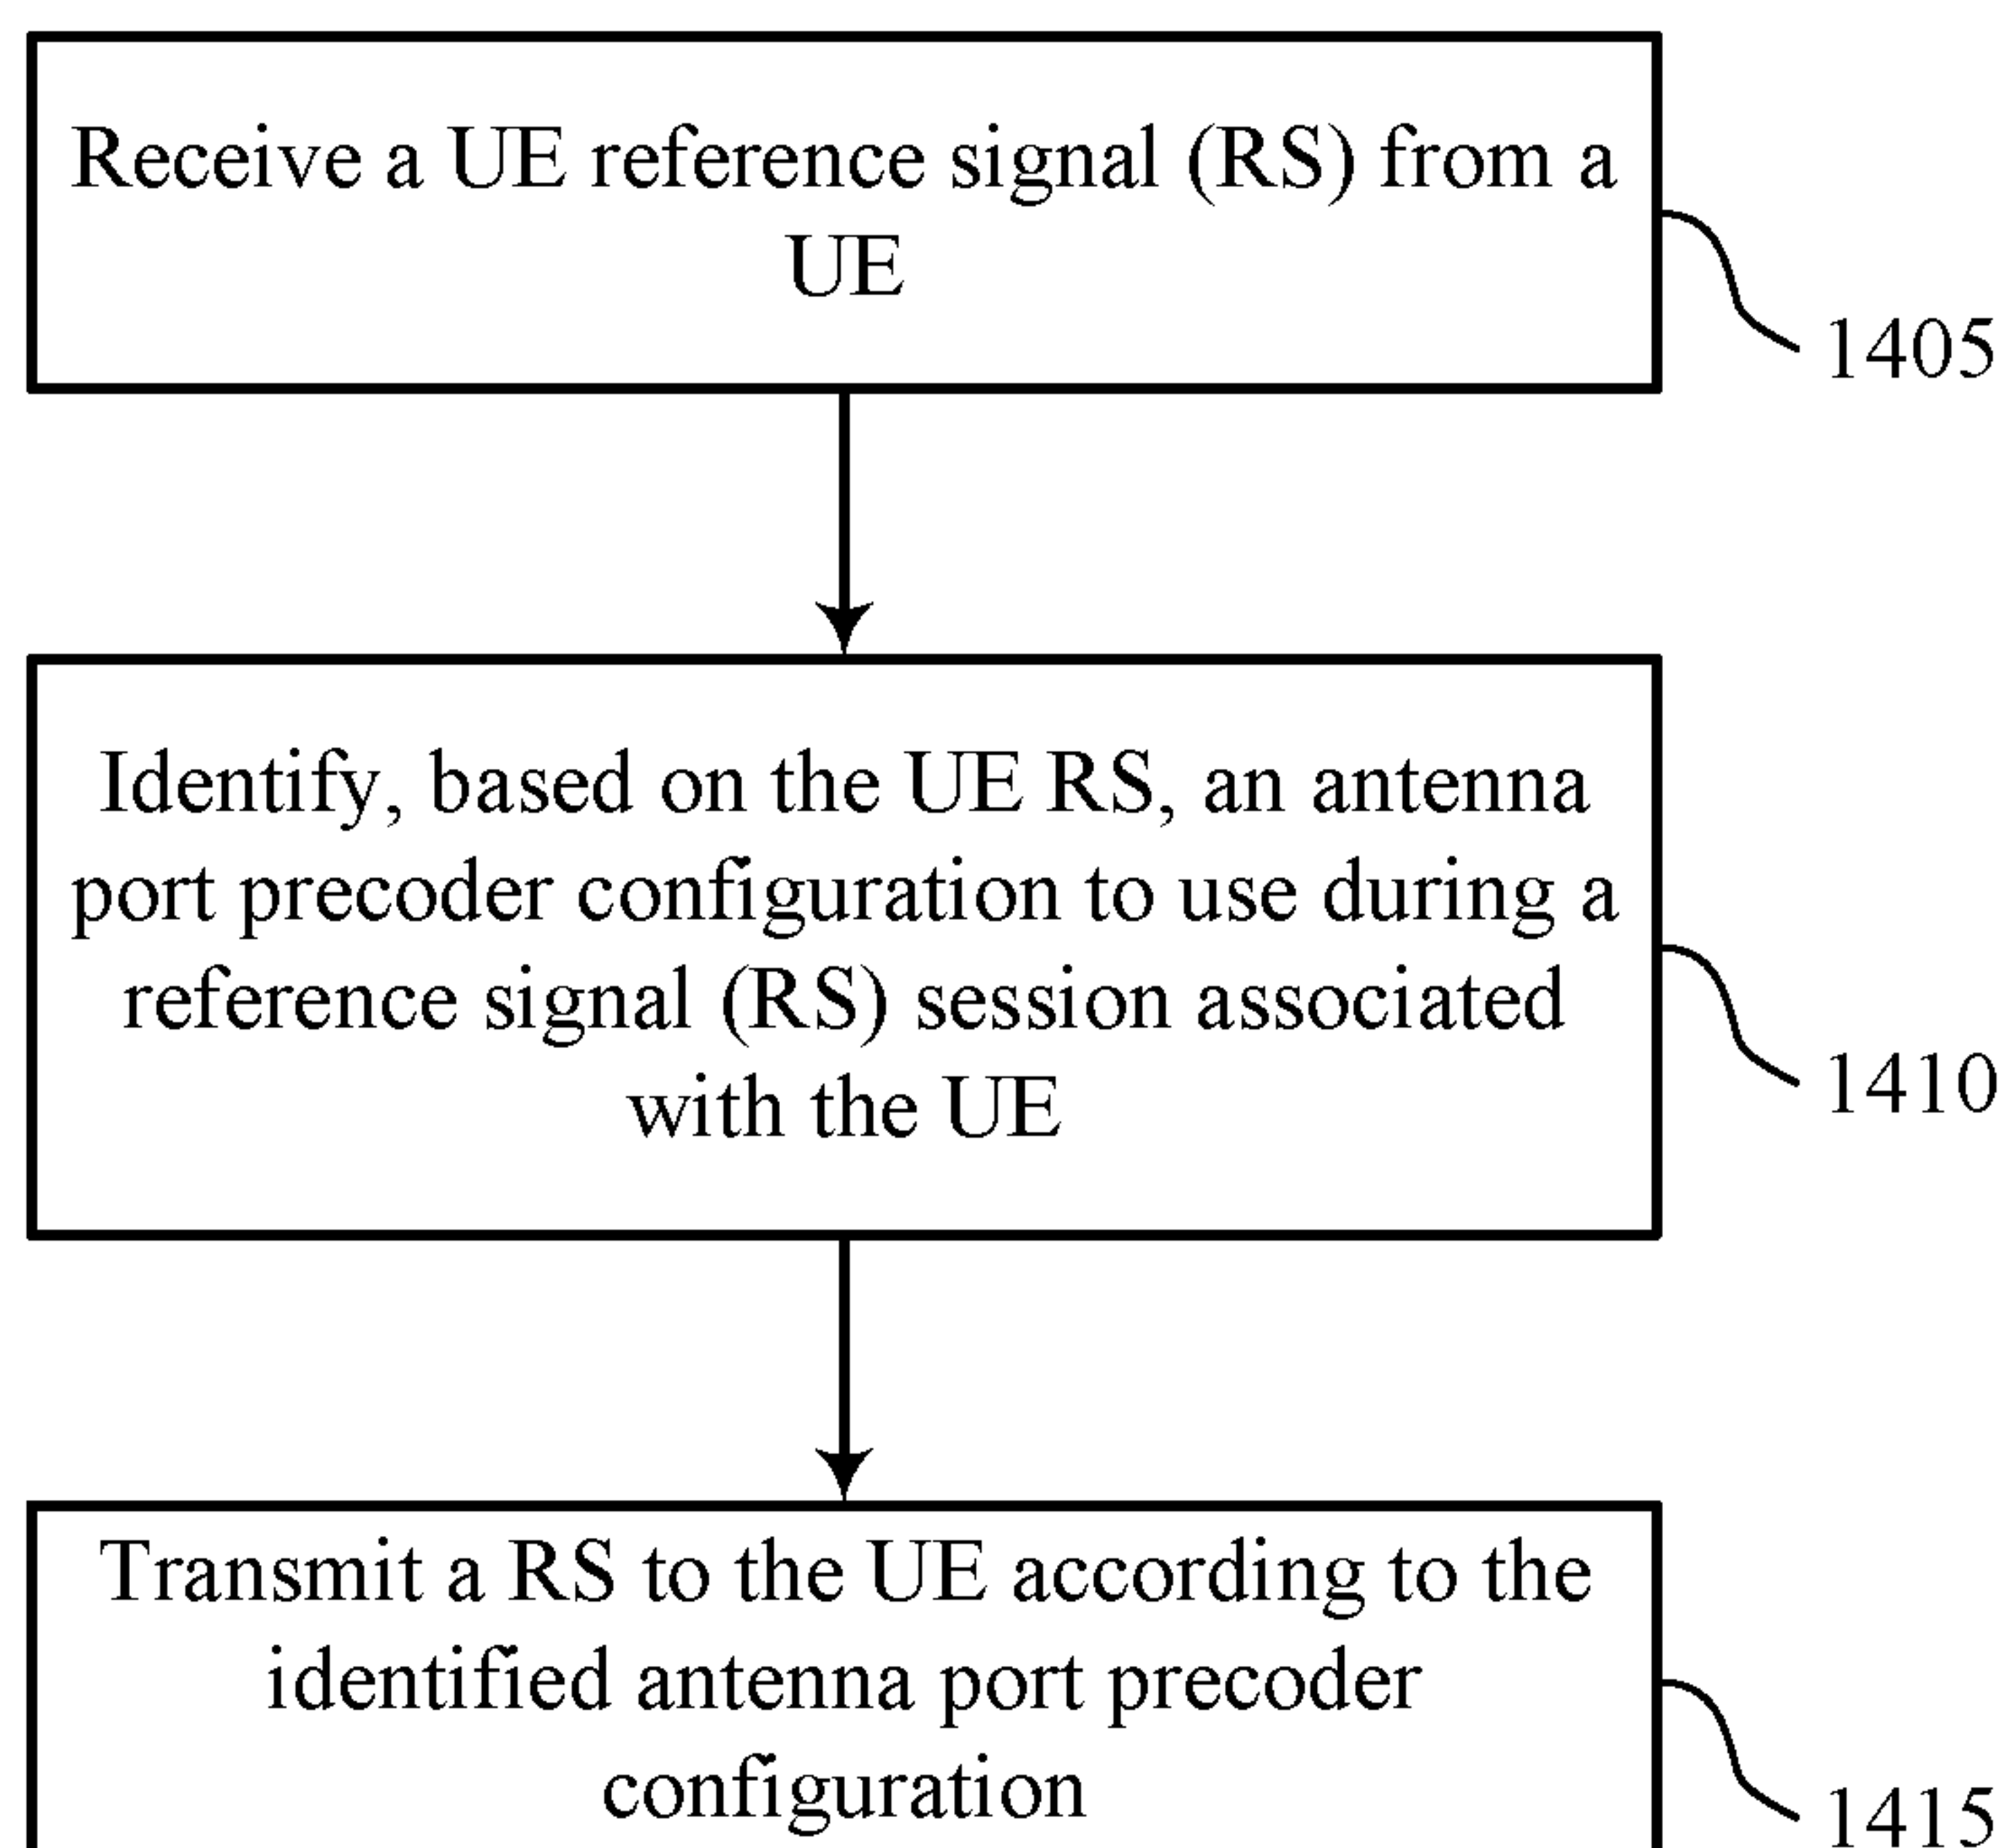 Receive a UE reference signal (RS) from a
UE
1405
Identify, based on the UE RS, an antenna
port precoder configuration to use during a
reference signal (RS) session associated
with the UE
1410
Transmit a RS to the UE according to the
identified antenna port precoder
configuration
1415